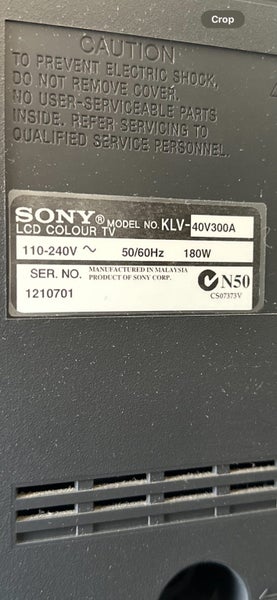 Crop
CAUTION
TO PREVENT ELECTRIC SHOCK,
DO NOT REMOVE COVER.
NO USER-SERVICEABLE PARTS
INSIDE. REFER SERVICING TO
QUALIFIED SERVICE PERSONNEL.
SONY® MODEL NO. KLV-40V300A
LCD COLOUR TV
110-240V ~ 50/60Hz 180W
SER. NO. MANUFACTURED IN MALAYSIA
PRODUCT OF SONY CORP.
1210701
N50
CS07373V